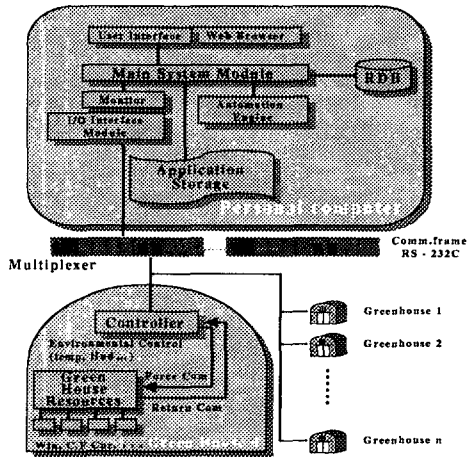 User Interface
Web Browser
Main System Module
RDB
Monitor
I/O Interface
Module
Automation
Engine
Application
Storage
Personal computer
Comm.frame
RS - 232C
Multiplexer
Controller
Environmental Control
(temp,
Green
House
Resources
Force Com
Return Com
Win, C,V Cur,
Greenhouse 1
Greenhouse 2
Greenhouse n